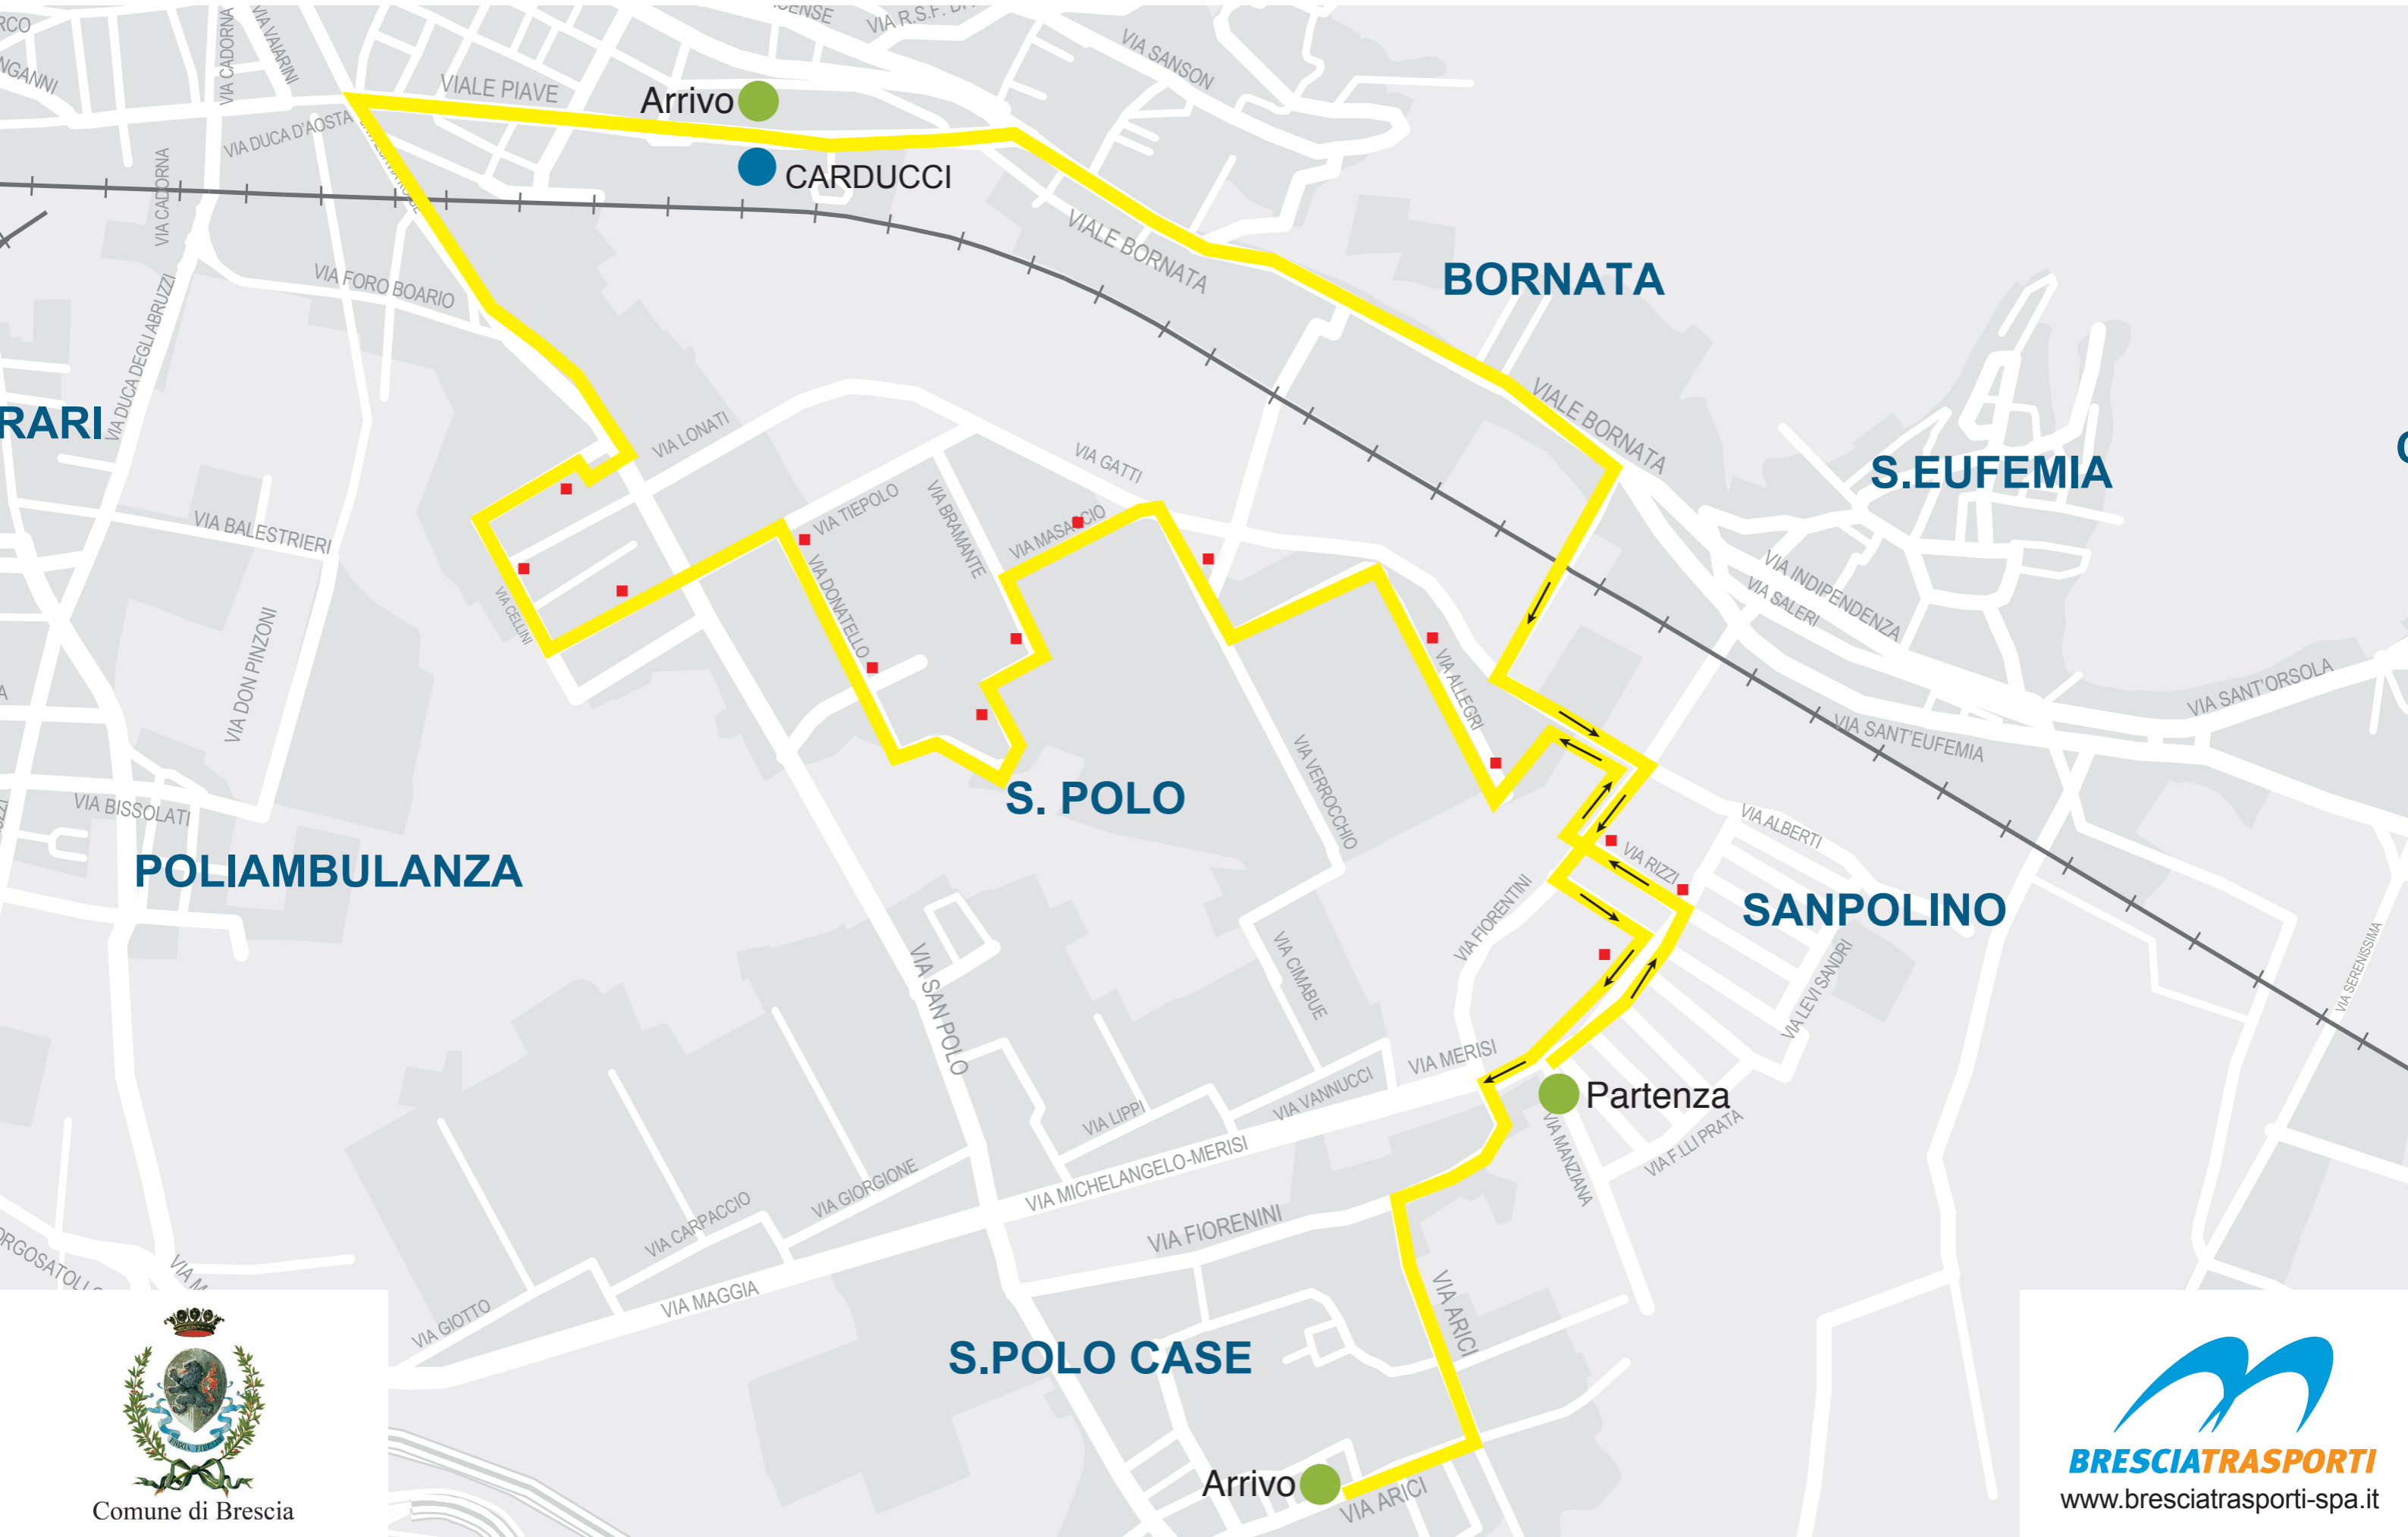 VIA CADORNA
VIA VAIARINI
VIA SANSON
VIALE PIAVE
Arrivo
VIA DUCA D'AOSTA
CARDUCCI
VIA CADORNA
VIALE BORNATA
BORNATA
VIA FORO BOARIO
VIA DUCA DEGLI ABRUZZI
RARI
VIA LONATI
VIA GATTI
VIALE BORNATA
S.EUFEMIA
VIA TIEPOLO
VIA BRAMANTE
VIA MASACCIO
VIA BALESTRIERI
VIA INDIPENDENZA
VIA SALERI
VIA CELLINI
VIA DONATELLO
VIA DON PINZONI
VIA ALLEGRI
VIA SANT'ORSOLA
VIA SANT'EUFEMIA
VIA VERROCCHIO
S. POLO
VIA BISSOLATI
VIA ALBERTI
POLIAMBULANZA
VIA RIZZI
SANPOLINO
VIA FIORENTINI
VIA CIMABUE
VIA LEVI SANDRI
VIA SERENISSIMA
VIA SAN POLO
VIA MERISI
VIA VANNUCCI
VIA LIPPI
Partenza
VIA MANZIANA
VIA F.LLI PRATA
VIA MICHELANGELO-MERISI
VIA GIORGIONE
VIA CARPACCIO
VIA FIORENINI
VIA MAGGIA
VIA GIOTTO
VIA ARICI
S.POLO CASE
Arrivo
VIA ARICI
Comune di Brescia
BRESCIATRASPORTI
www.bresciatrasporti-spa.it